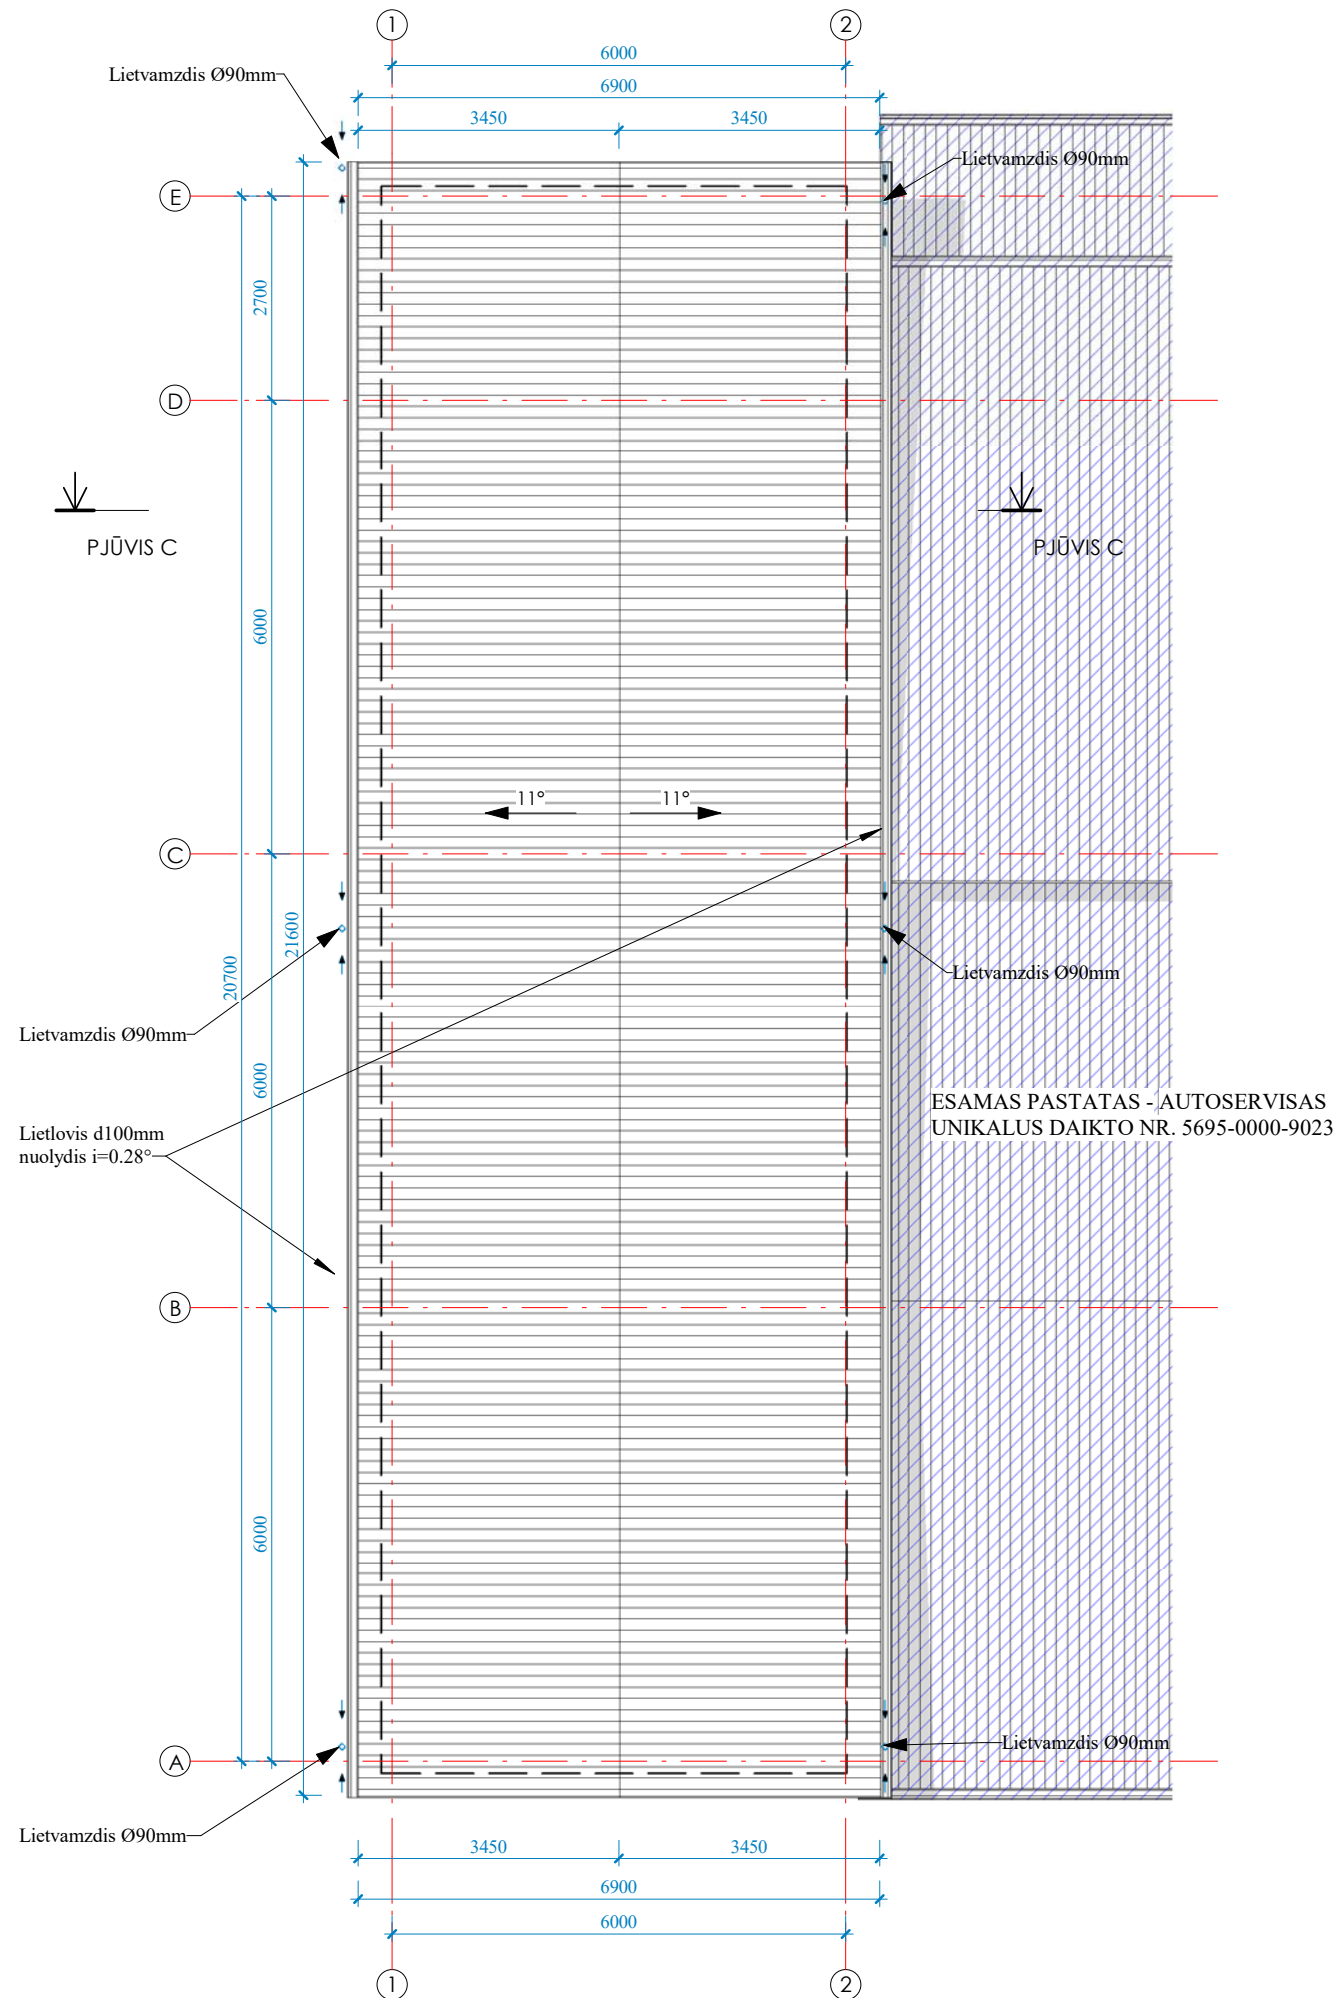 1
2
6000
Lietvamzdis Ø90mm
6900
3450
3450
Lietvamzdis Ø90mm
E
2700
D
PJŪVIS C
PJŪVIS C
6000
11°
11°
C
21600
20700
Lietvamzdis Ø90mm
Lietvamzdis Ø90mm
6000
ESAMAS PASTATAS - AUTOSERVISAS
UNIKALUS DAIKTO NR. 5695-0000-9023
Lietlovis d100mm
nuolydis i=0.28°
B
6000
Lietvamzdis Ø90mm
A
Lietvamzdis Ø90mm
3450
3450
6900
6000
1
2